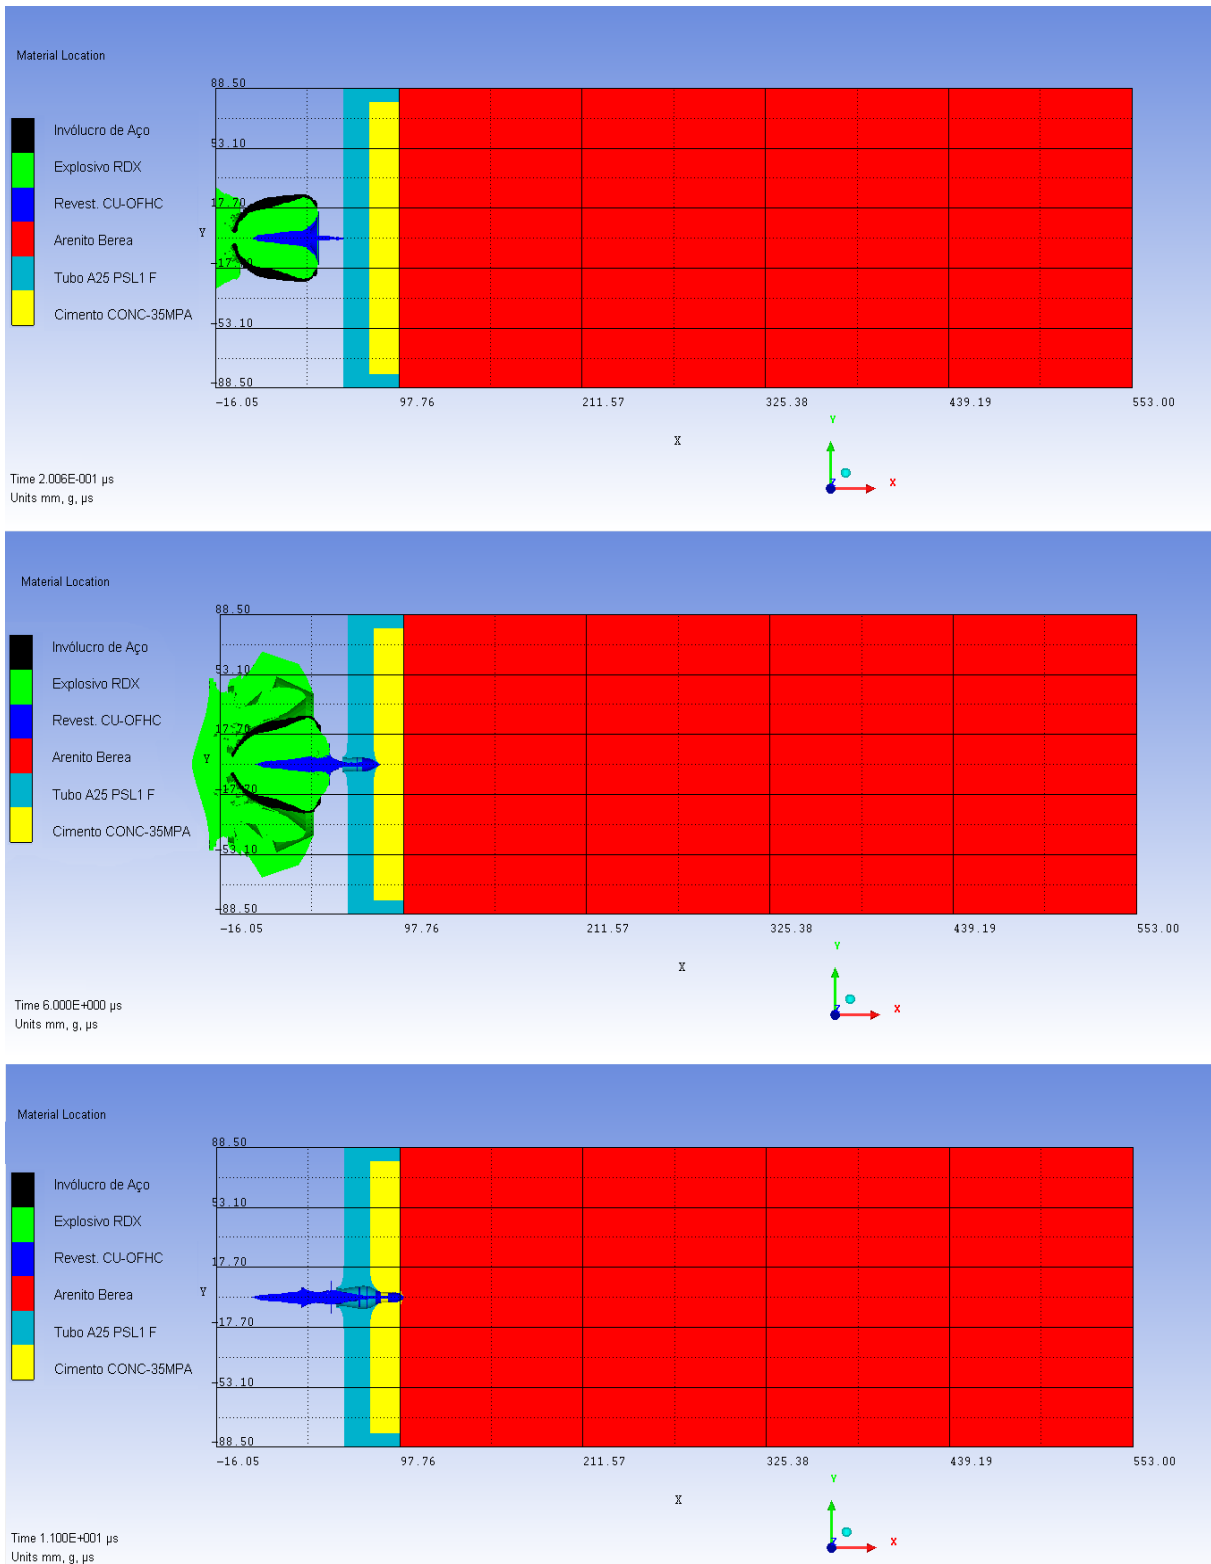 Material Location
88.50
Invólucro de Aço
53.10
Explosivo RDX
Revest. CU-OFHC
17.70
Y
Arenito Berea
Tubo A25 PSL1 F
Cimento CONC-35MPA
-53.10
-88.50
-16.05 97.76 211.57 325.38 439.19 553.00
X
Y
Z X
Time 2.006E-001 µs
Units mm, g, µs
Material Location
88.50
Invólucro de Aço
53.10
Explosivo RDX
Revest. CU-OFHC
17.70
Arenito Berea
Y
-17.70
Tubo A25 PSL1 F
Cimento CONC-35MPA
-53.10
-88.50
-16.05 97.76 211.57 325.38 439.19 553.00
X
Y
Z X
Time 6.000E+000 µs
Units mm, g, µs
Material Location
88.50
Invólucro de Aço
53.10
Explosivo RDX
Revest. CU-OFHC
17.70
Y
Arenito Berea
-17.70
Tubo A25 PSL1 F
Cimento CONC-35MPA
-53.10
-88.50
-16.05 97.76 211.57 325.38 439.19 553.00
X
Y
Z X
Time 1.100E+001 µs
Units mm, g, µs